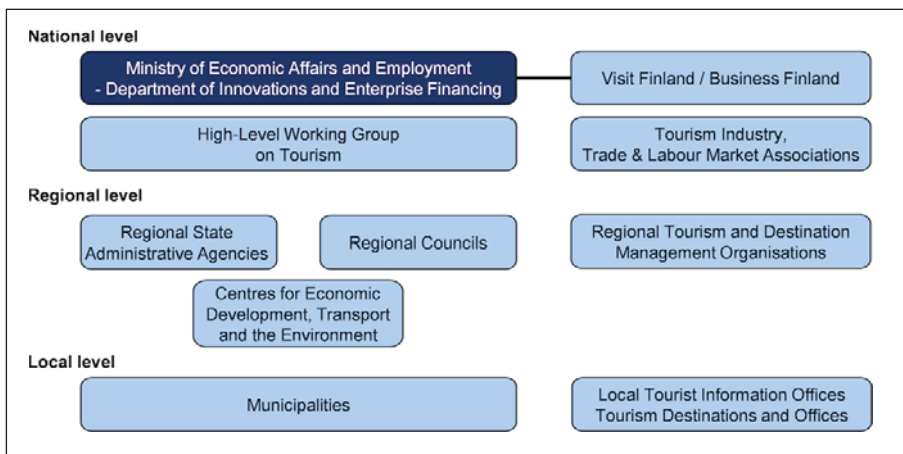 National level
Ministry of Economic Affairs and Employment
- Department of Innovations and Enterprise Financing
Visit Finland / Business Finland
High-Level Working Group
on Tourism
Tourism Industry,
Trade & Labour Market Associations
Regional level
Regional State
Administrative Agencies
Regional Councils
Regional Tourism and Destination
Management Organisations
Centres for Economic
Development, Transport
and the Environment
Local level
Municipalities
Local Tourist Information Offices
Tourism Destinations and Offices